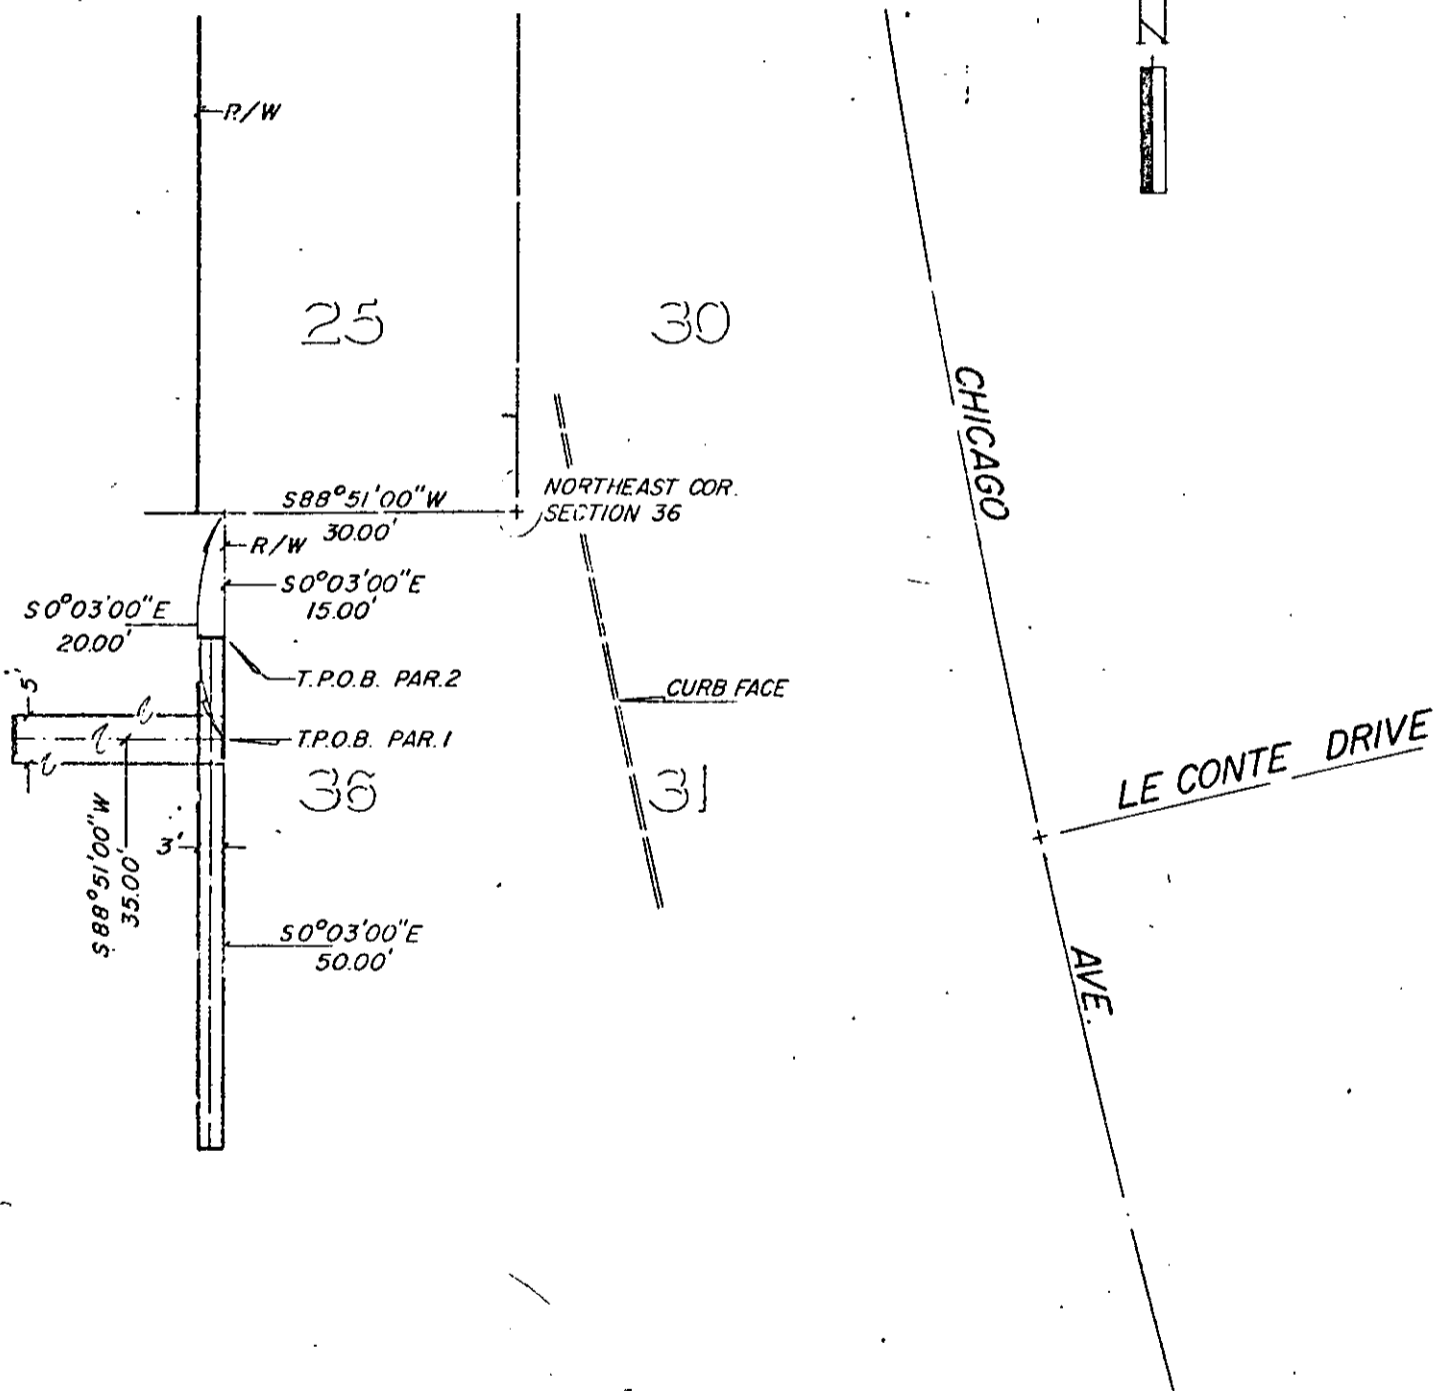 N
R/W
25
30
CHICAGO
NORTHEAST COR.
SECTION 36
S88°51'00"W
30.00'
R/W
S0°03'00"E
15.00'
S0°03'00"E
20.00'
T.P.O.B. PAR.2
5'
CURB FACE
T.P.O.B. PAR.1
LE CONTE DRIVE
36
31
S88°51'00"W
35.00'
3'
S0°03'00"E
50.00'
AVE.